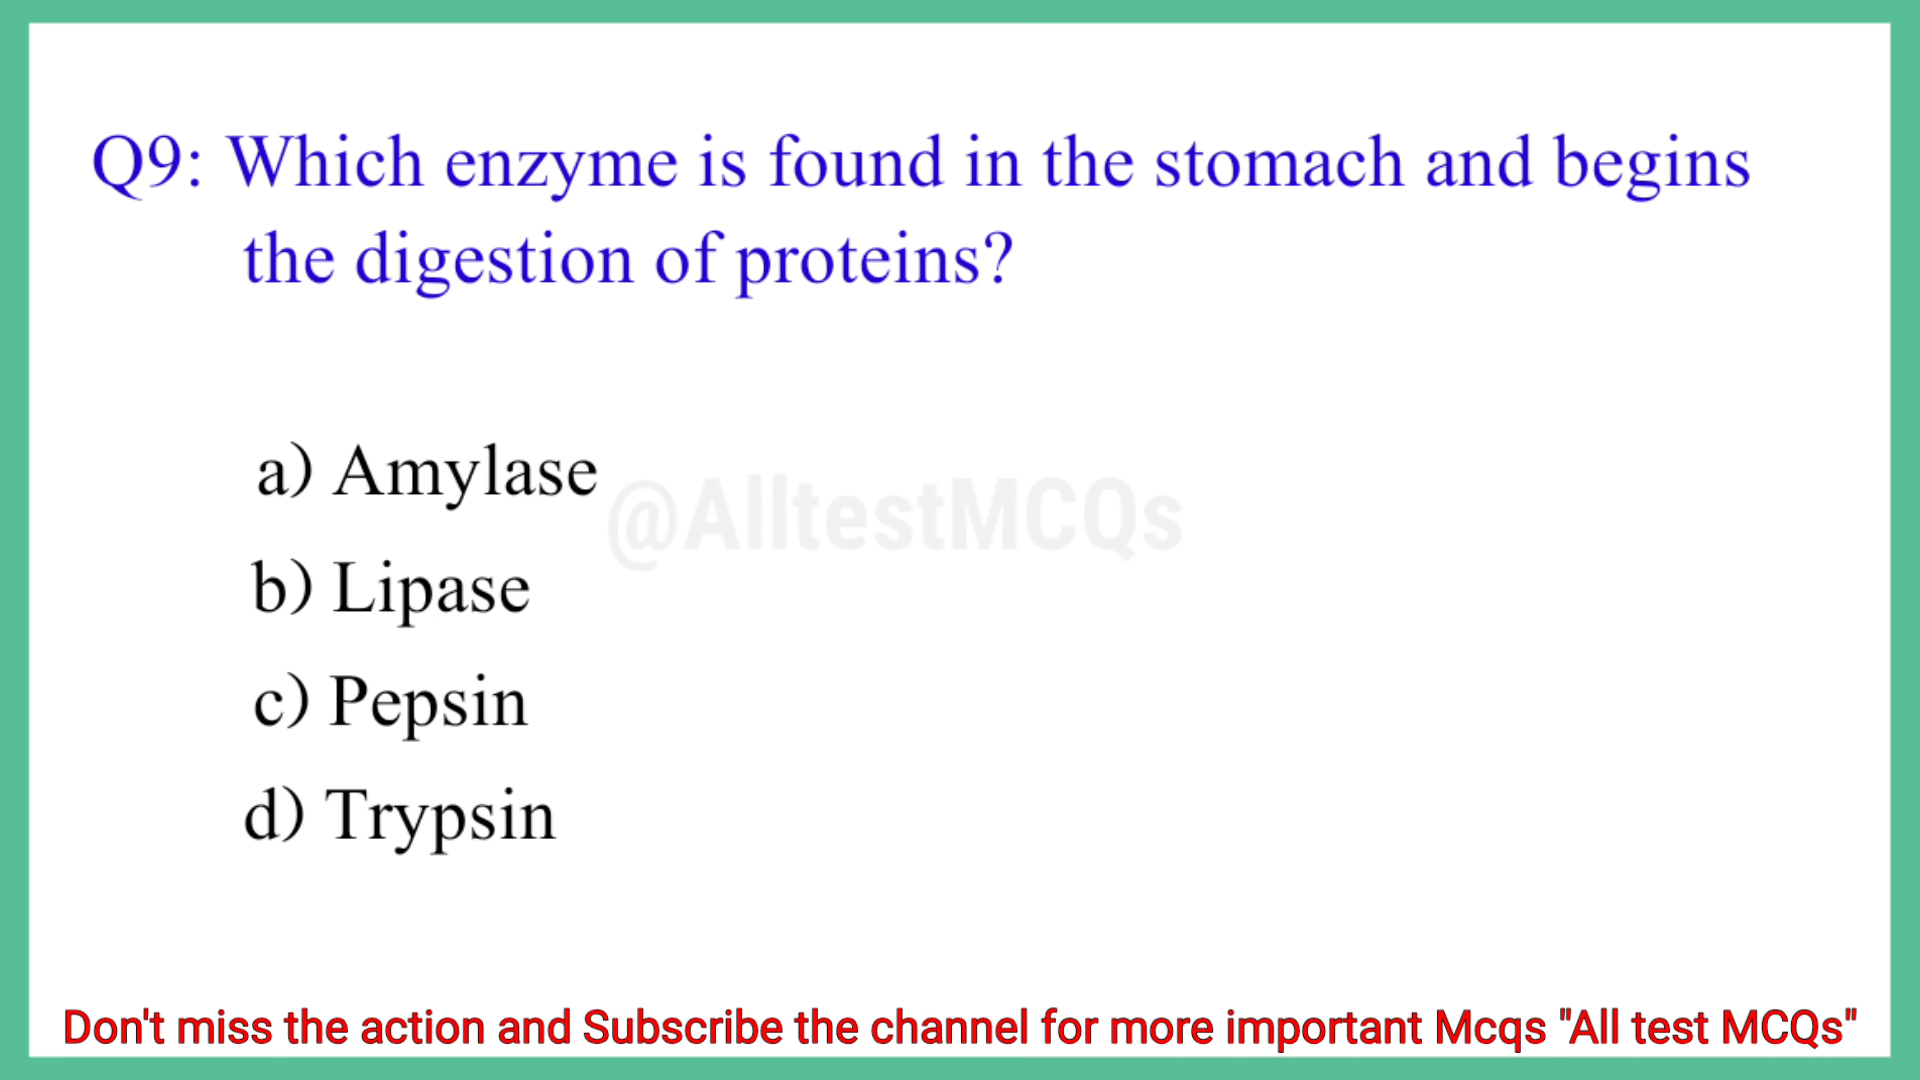 Q9: Which enzyme is found in the stomach and begins
the digestion of proteins?
a) Amylase
@AlltestMCQs
b) Lipase
c) Pepsin
d) Trypsin
Don't miss the action and Subscribe the channel for more important Mcqs "All test MCQs"